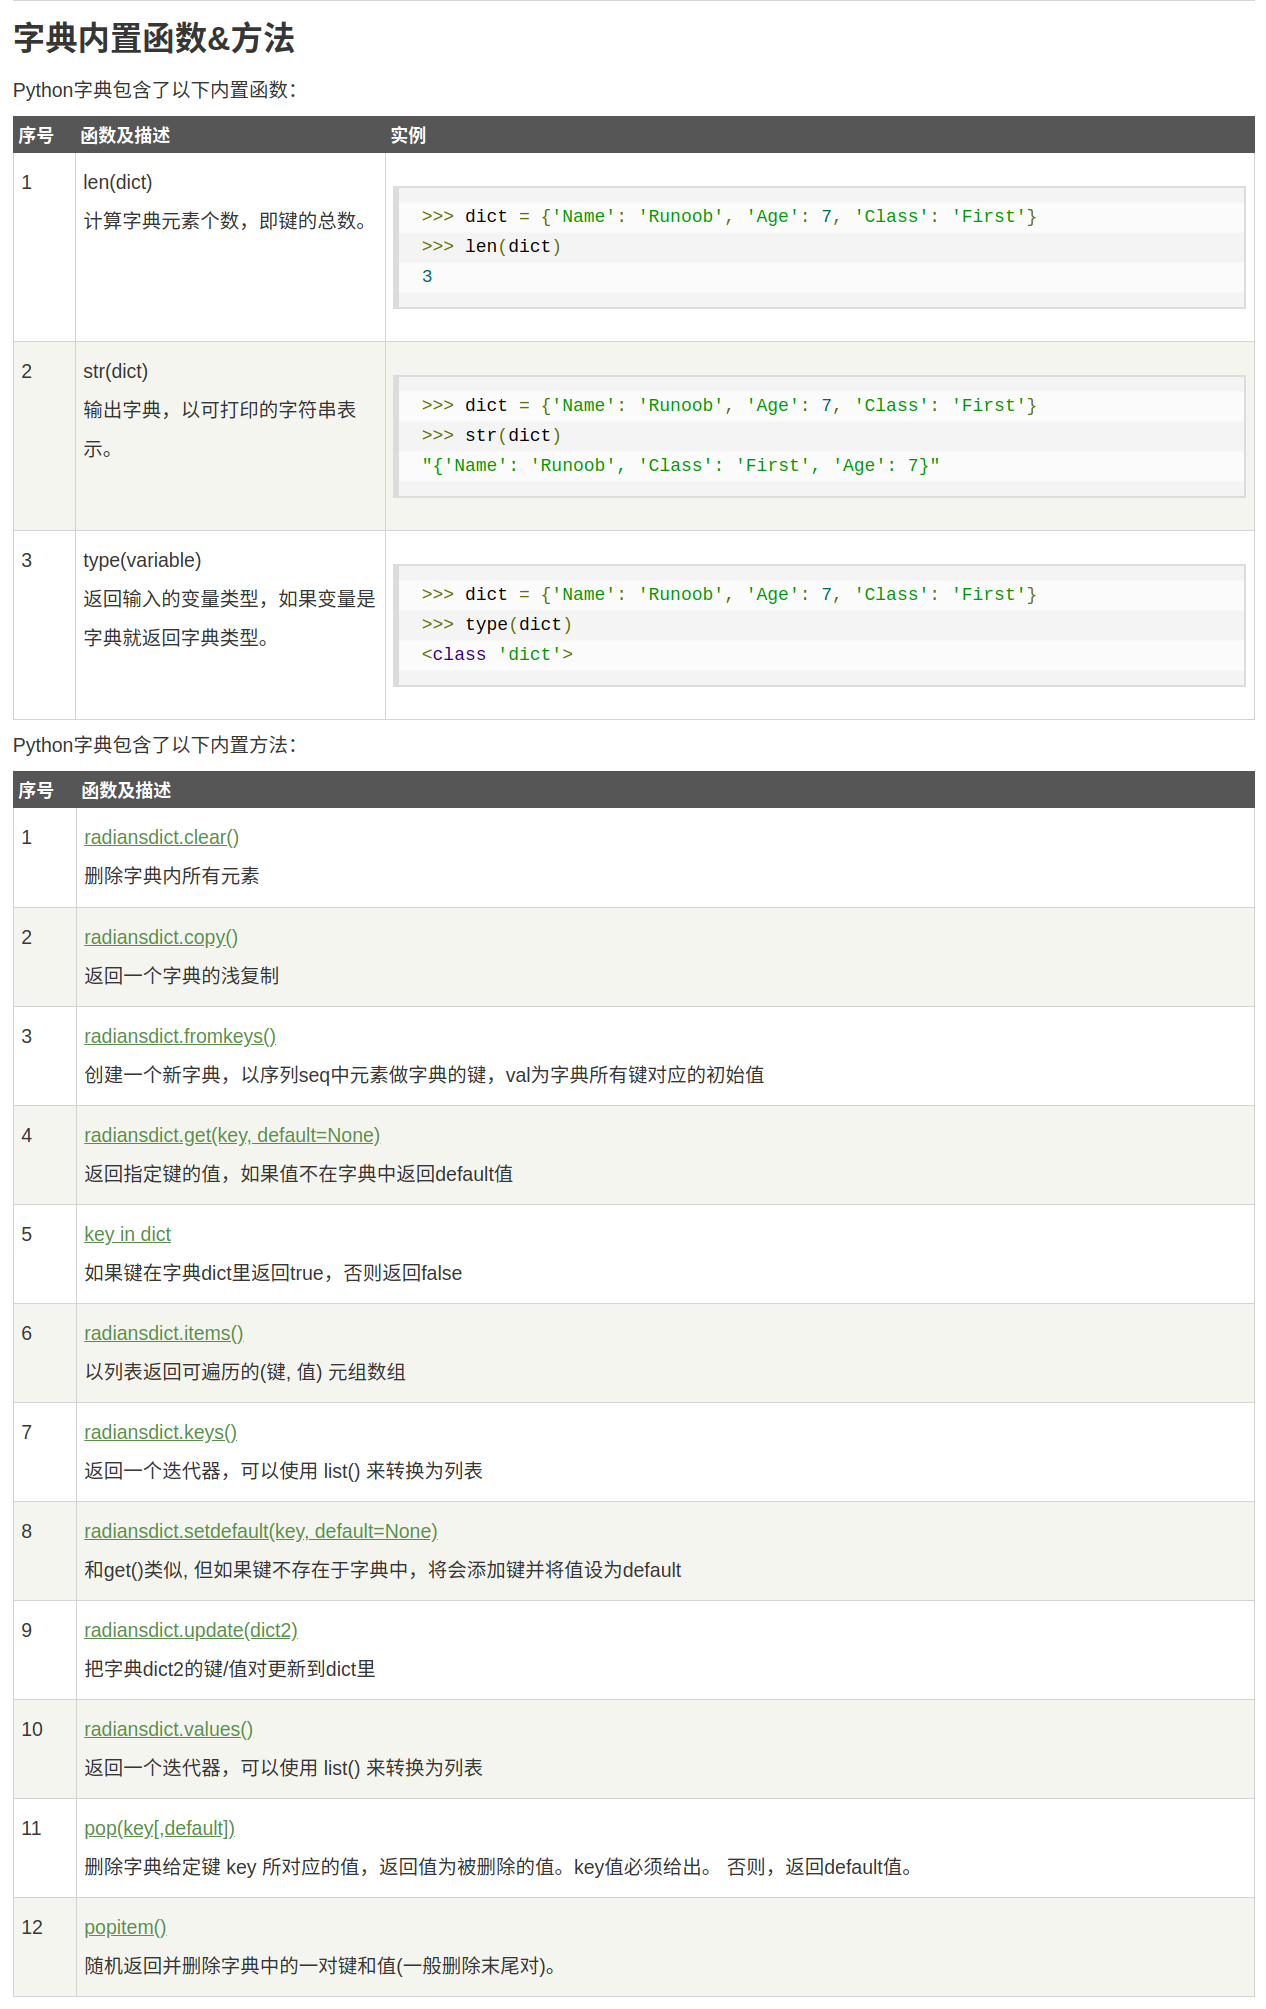 字典内置函数&方法
Python字典包含了以下内置函数：
序号 函数及描述 实例
1 len(dict)
计算字典元素个数，即键的总数。
>>> dict = {'Name': 'Runoob', 'Age': 7, 'Class': 'First'}
>>> len(dict)
3
2 str(dict)
输出字典，以可打印的字符串表
示。
>>> dict = {'Name': 'Runoob', 'Age': 7, 'Class': 'First'}
>>> str(dict)
"{'Name': 'Runoob', 'Class': 'First', 'Age': 7}"
3 type(variable)
返回输入的变量类型，如果变量是
字典就返回字典类型。
>>> dict = {'Name': 'Runoob', 'Age': 7, 'Class': 'First'}
>>> type(dict)
<class 'dict'>
Python字典包含了以下内置方法：
序号 函数及描述
1 radiansdict.clear()
删除字典内所有元素
2 radiansdict.copy()
返回一个字典的浅复制
3 radiansdict.fromkeys()
创建一个新字典，以序列seq中元素做字典的键，val为字典所有键对应的初始值
4 radiansdict.get(key, default=None)
返回指定键的值，如果值不在字典中返回default值
5 key in dict
如果键在字典dict里返回true，否则返回false
6 radiansdict.items()
以列表返回可遍历的(键, 值) 元组数组
7 radiansdict.keys()
返回一个迭代器，可以使用 list() 来转换为列表
8 radiansdict.setdefault(key, default=None)
和get()类似, 但如果键不存在于字典中，将会添加键并将值设为default
9 radiansdict.update(dict2)
把字典dict2的键/值对更新到dict里
10 radiansdict.values()
返回一个迭代器，可以使用 list() 来转换为列表
11 pop(key[,default])
删除字典给定键 key 所对应的值，返回值为被删除的值。key值必须给出。 否则，返回default值。
12 popitem()
随机返回并删除字典中的一对键和值(一般删除末尾对)。